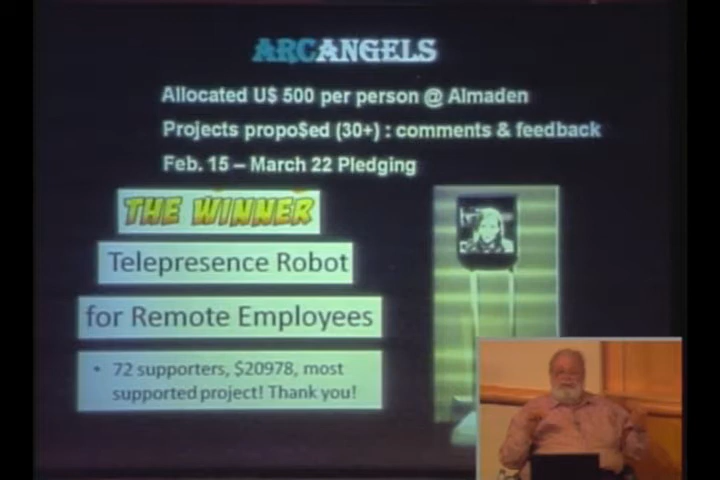 ARCANGELS
Allocated U$ 500 per person @ Almaden
Projects propo$ed (30+) : comments & feedback
Feb. 15 – March 22 Pledging
THE WINNER
Telepresence Robot
for Remote Employees
• 72 supporters, $20978, most
supported project! Thank you!